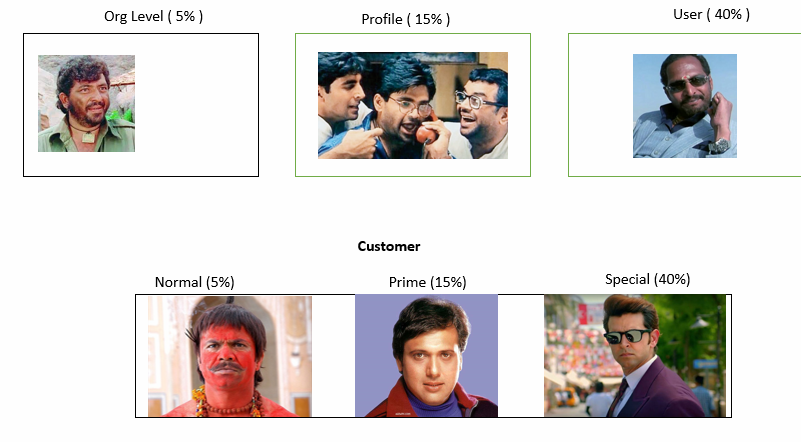 Org Level ( 5% )
Profile ( 15% )
User ( 40% )
Customer
Normal (5%)
Prime (15%)
Special (40%)